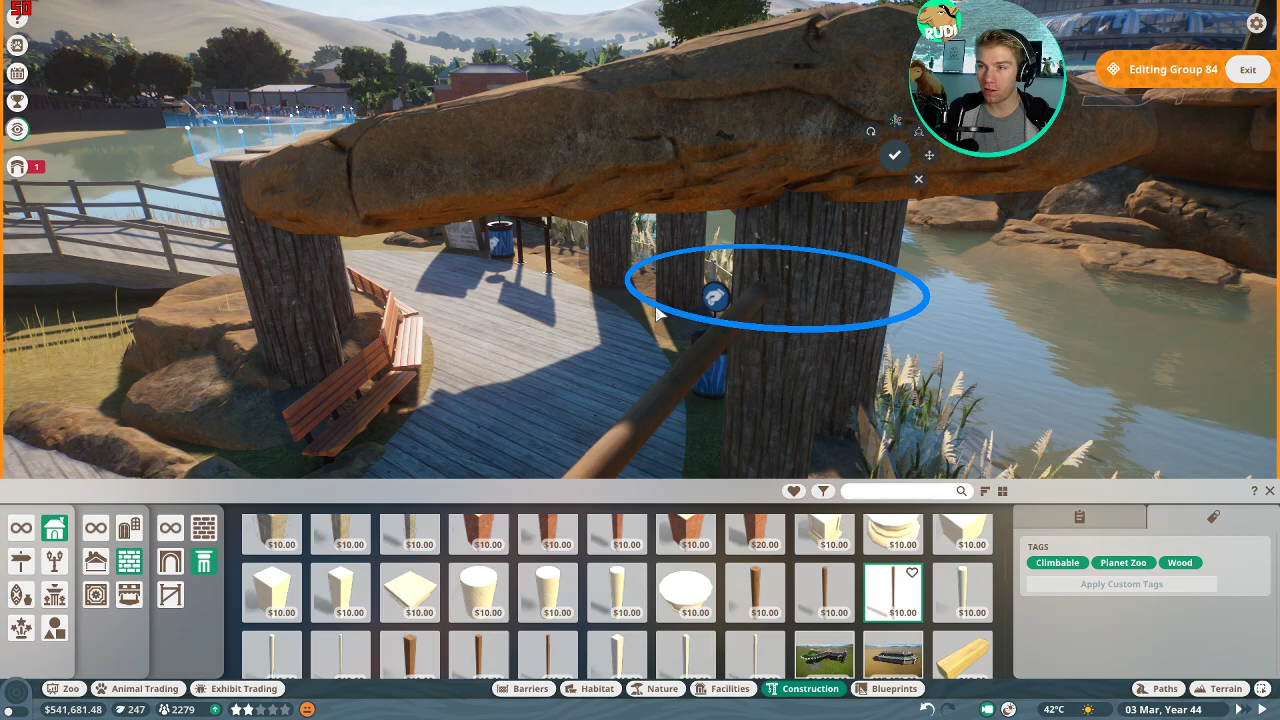 50
?
RUDI
Editing Group 84
Exit
1
?
$10.00 $10.00 $10.00 $10.00 $10.00 $10.00 $10.00 $20.00 $10.00 $10.00 $10.00
$10.00 $10.00 $10.00 $10.00 $10.00 $10.00 $10.00 $10.00 $10.00 $10.00 $10.00
TAGS
Climbable Planet Zoo Wood
Apply Custom Tags
Zoo Animal Trading Exhibit Trading Barriers Habitat Nature Facilities Construction Blueprints Paths Terrain
$541,681.48 247 2279 42°C 03 Mar, Year 44